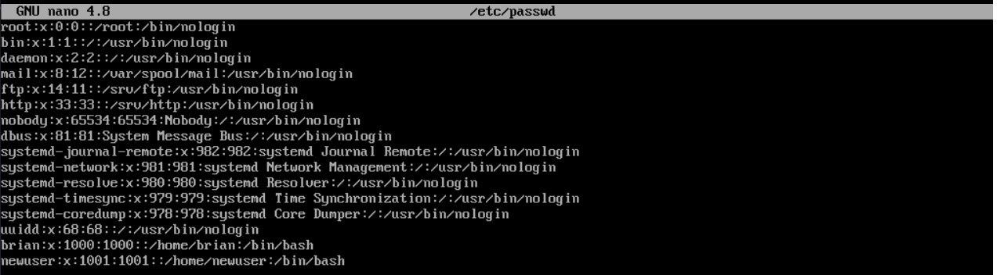 GNU nano 4.8 /etc/passwd
root:x:0:0::/root:/bin/nologin
bin:x:1:1::/:/usr/bin/nologin
daemon:x:2:2::/:/usr/bin/nologin
mail:x:8:12::/var/spool/mail:/usr/bin/nologin
ftp:x:14:11::/srv/ftp:/usr/bin/nologin
http:x:33:33::/srv/http:/usr/bin/nologin
nobody:x:65534:65534:Nobody:/:/usr/bin/nologin
dbus:x:81:81:System Message Bus:/:/usr/bin/nologin
systemd-journal-remote:x:982:982:systemd Journal Remote:/:/usr/bin/nologin
systemd-network:x:981:981:systemd Network Management:/:/usr/bin/nologin
systemd-resolve:x:980:980:systemd Resolver:/:/usr/bin/nologin
systemd-timesync:x:979:979:systemd Time Synchronization:/:/usr/bin/nologin
systemd-coredump:x:978:978:systemd Core Dumper:/:/usr/bin/nologin
uuidd:x:68:68::/:/usr/bin/nologin
brian:x:1000:1000::/home/brian:/bin/bash
newuser:x:1001:1001::/home/newuser:/bin/bash